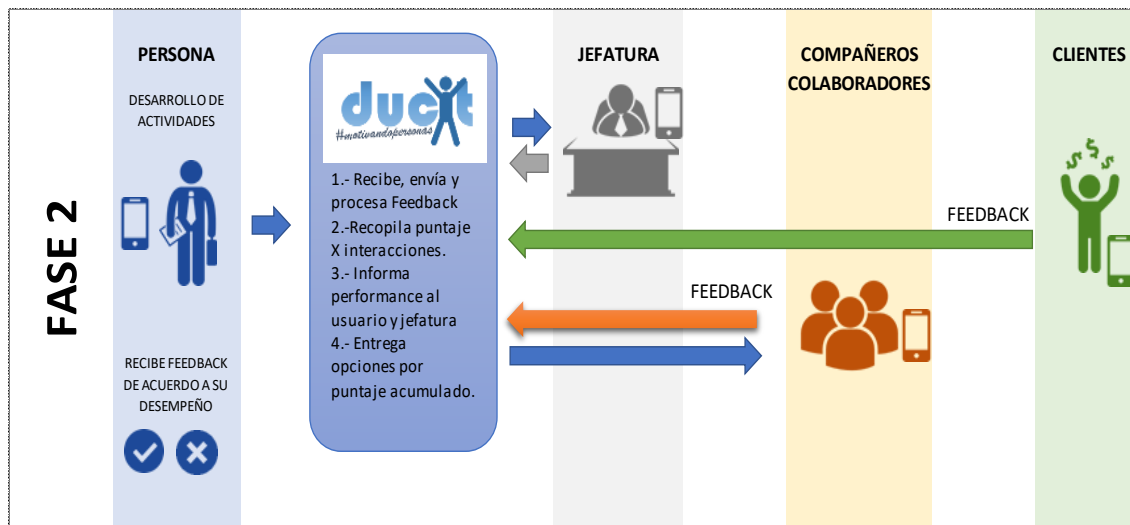 FASE 2
PERSONA
DESARROLLO DE
ACTIVIDADES
RECIBE FEEDBACK
DE ACUERDO A SU
DESEMPEÑO
ducit
#motivandopersonas
1.- Recibe, envía y
procesa Feedback
2.-Recopila puntaje
X interacciones.
3.- Informa
performance al
usuario y jefatura
4.- Entrega
opciones por
puntaje acumulado.
JEFATURA
COMPAÑEROS
COLABORADORES
FEEDBACK
CLIENTES
FEEDBACK